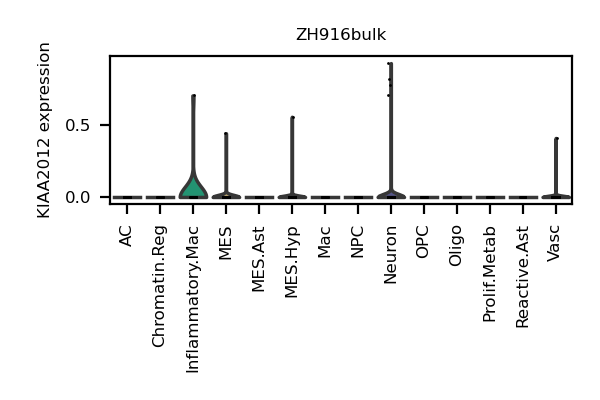 ZH916bulk
KIAA2012 expression
0.5
0.0
AC
Chromatin.Reg
Inflammatory.Mac
MES
MES.Ast
MES.Hyp
Mac
NPC
Neuron
OPC
Oligo
Prolif.Metab
Reactive.Ast
Vasc